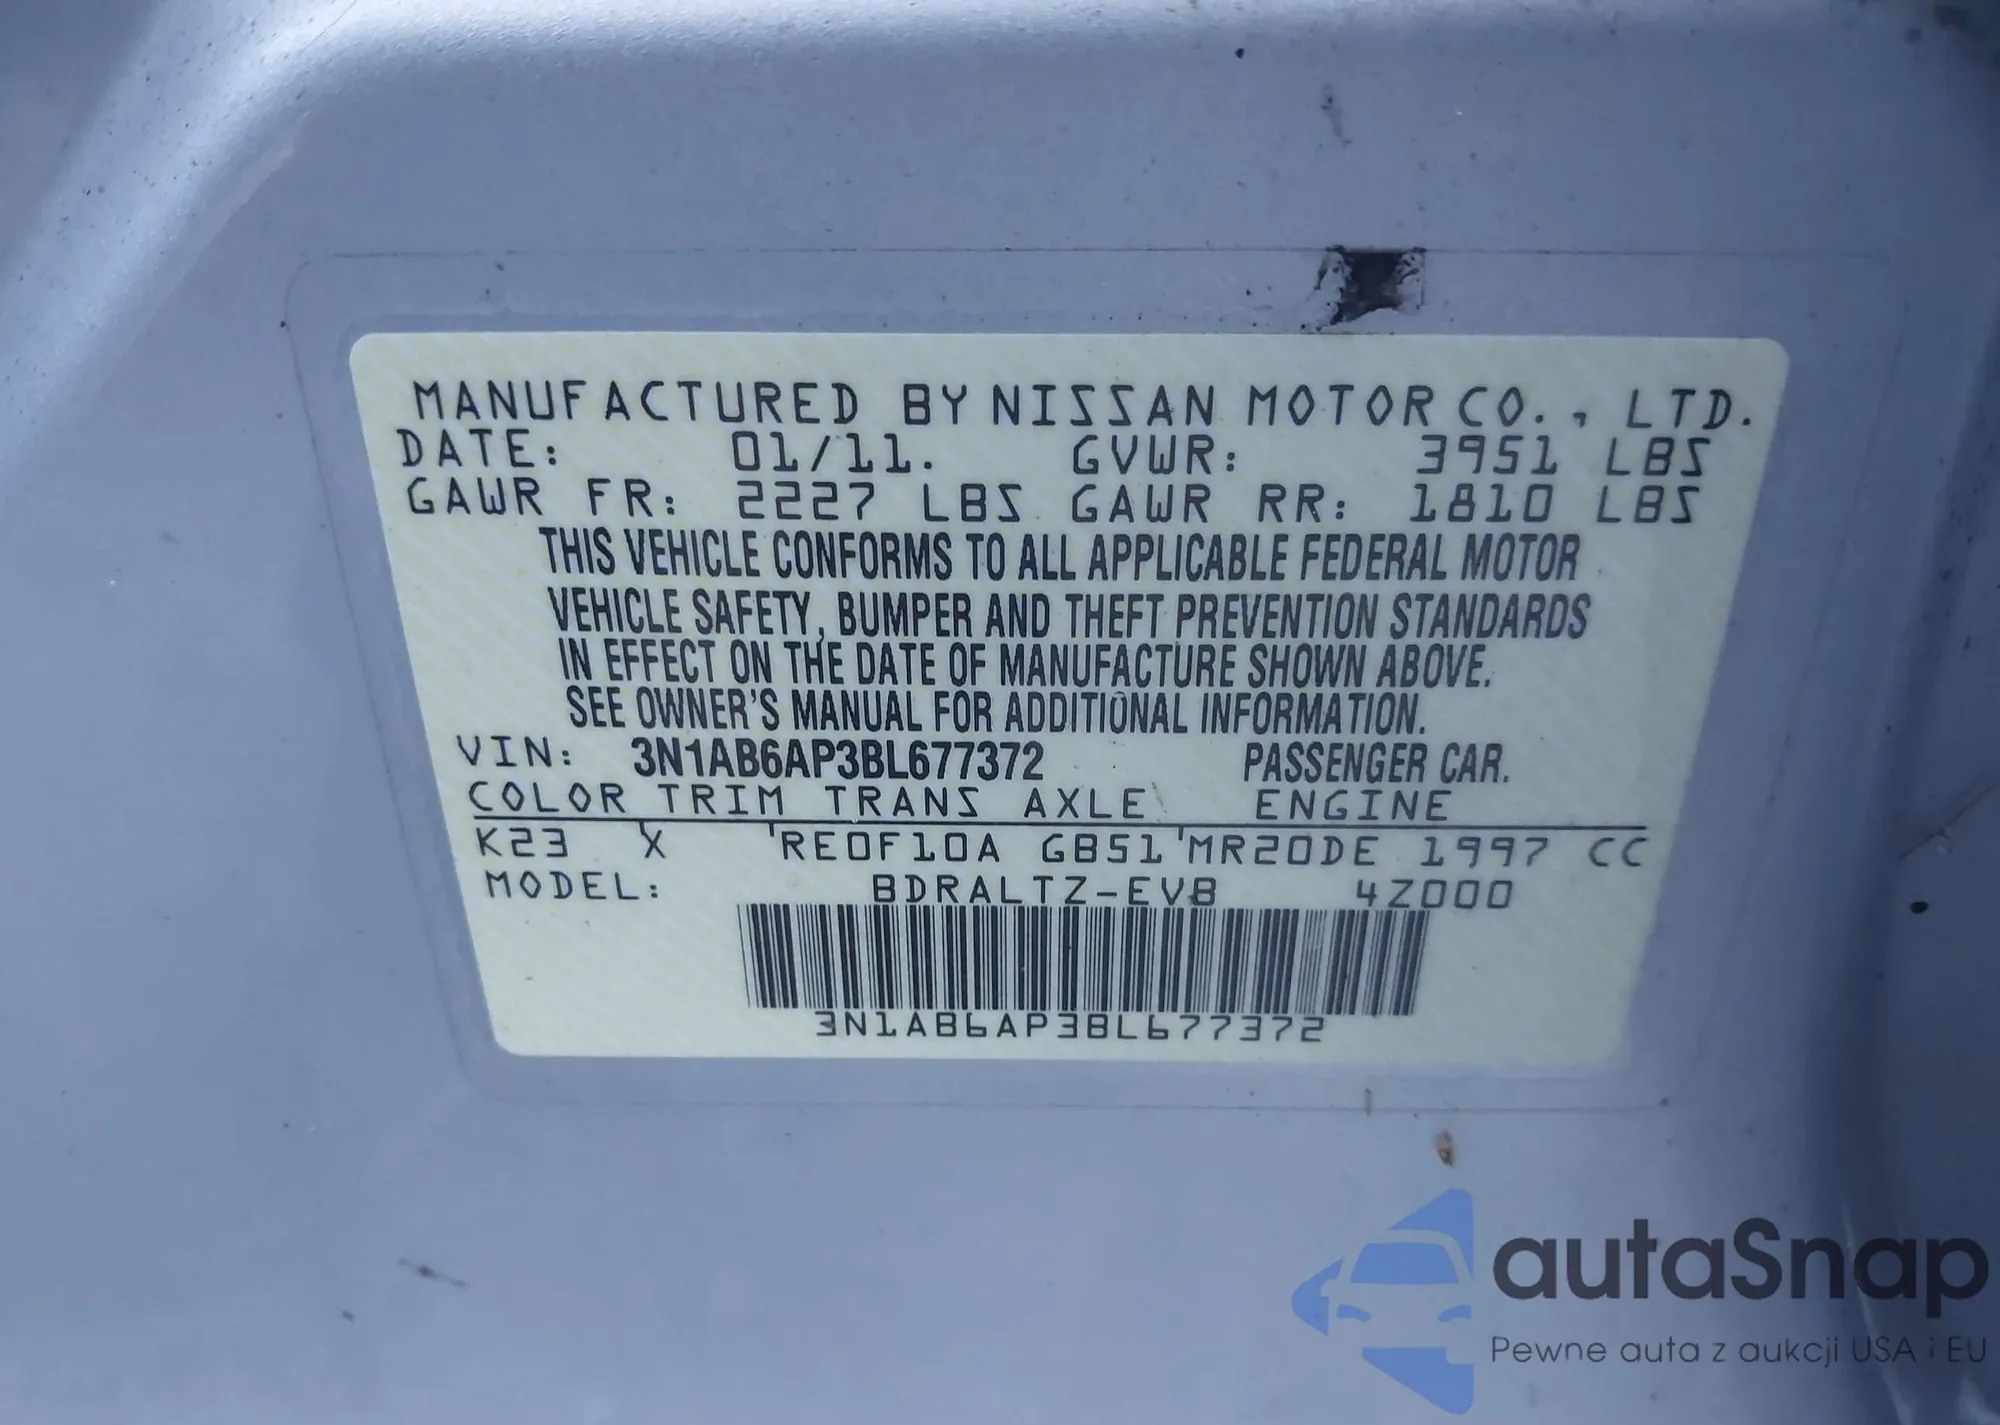 MANUFACTURED BY NISSAN MOTOR CO., LTD.
DATE: 01/11. GVWR: 3951 LBS
GAWR FR: 2227 LBS GAWR RR: 1810 LBS
THIS VEHICLE CONFORMS TO ALL APPLICABLE FEDERAL MOTOR
VEHICLE SAFETY, BUMPER AND THEFT PREVENTION STANDARDS
IN EFFECT ON THE DATE OF MANUFACTURE SHOWN ABOVE.
SEE OWNER'S MANUAL FOR ADDITIONAL INFORMATION.
VIN: 3N1AB6AP3BL677372 PASSENGER CAR.
COLOR TRIM TRANS AXLE ENGINE
K23 X RE0F10A GB51 MR20DE 1997 CC
MODEL: BDRALTZ-EVB 4Z000
3N1AB6AP3BL677372
autaSnap
Pewne auta z aukcji USA i EU